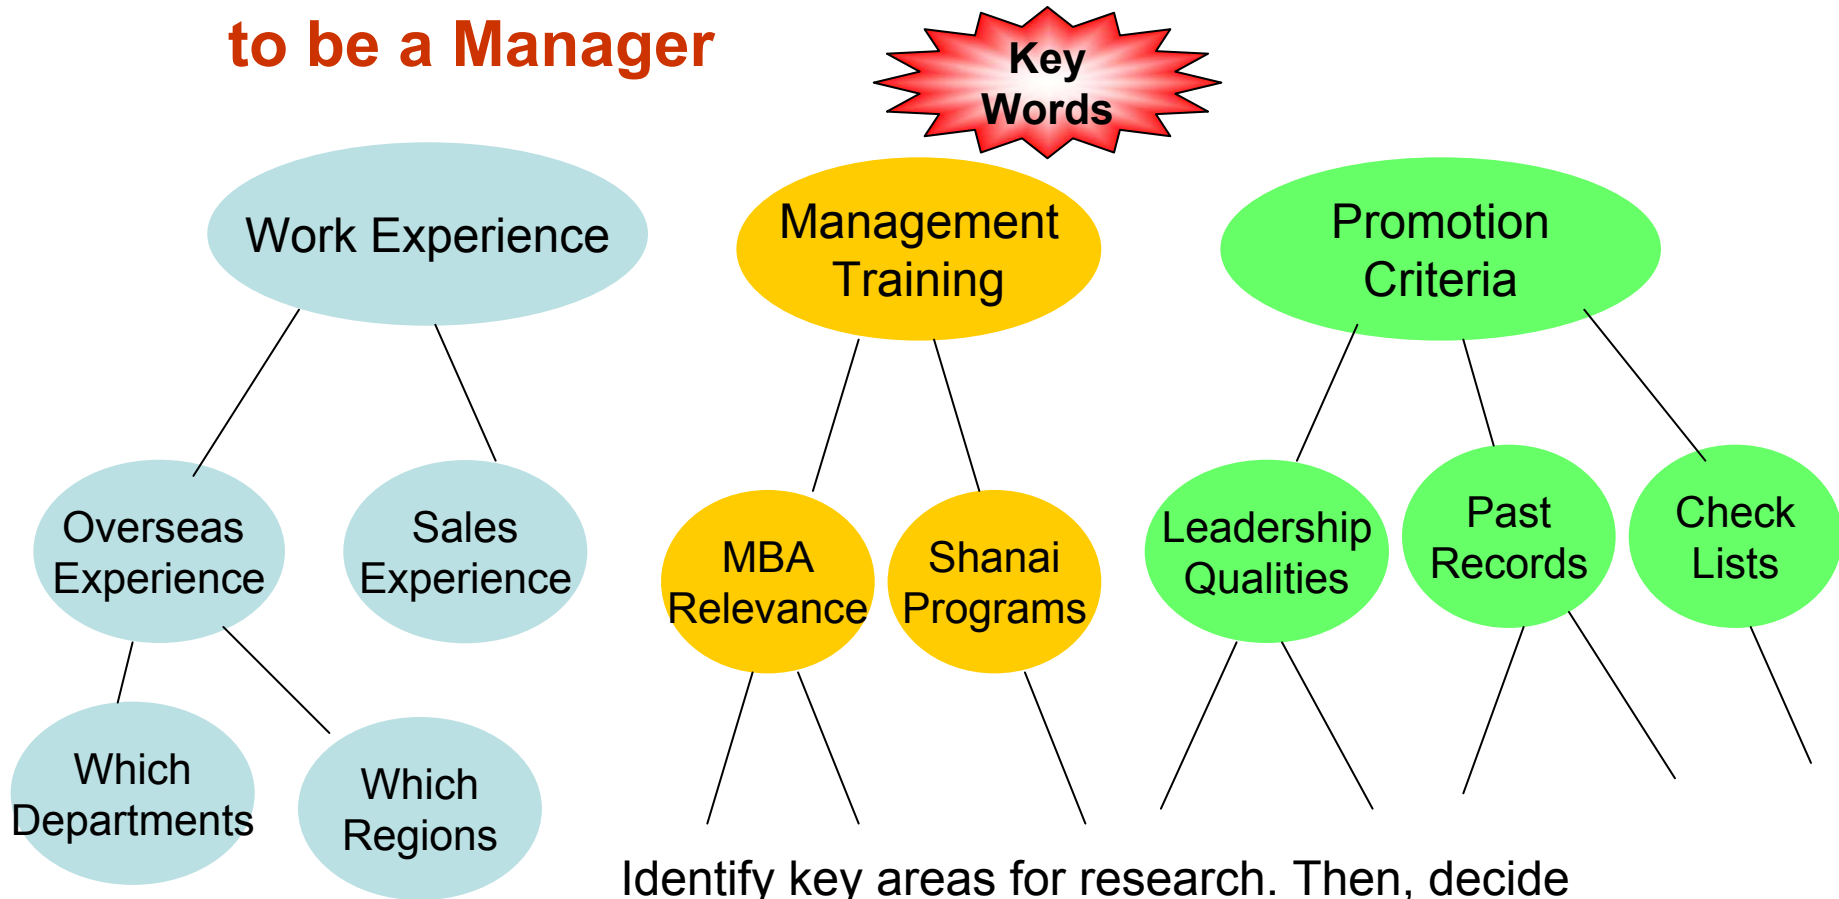 to be a Manager
Key
Words
Work Experience
Management
Training
Promotion
Criteria
Overseas
Experience
Sales
Experience
MBA
Relevance
Shanai
Programs
Leadership
Qualities
Past
Records
Check
Lists
Which
Departments
Which
Regions
Identify key areas for research. Then, decide